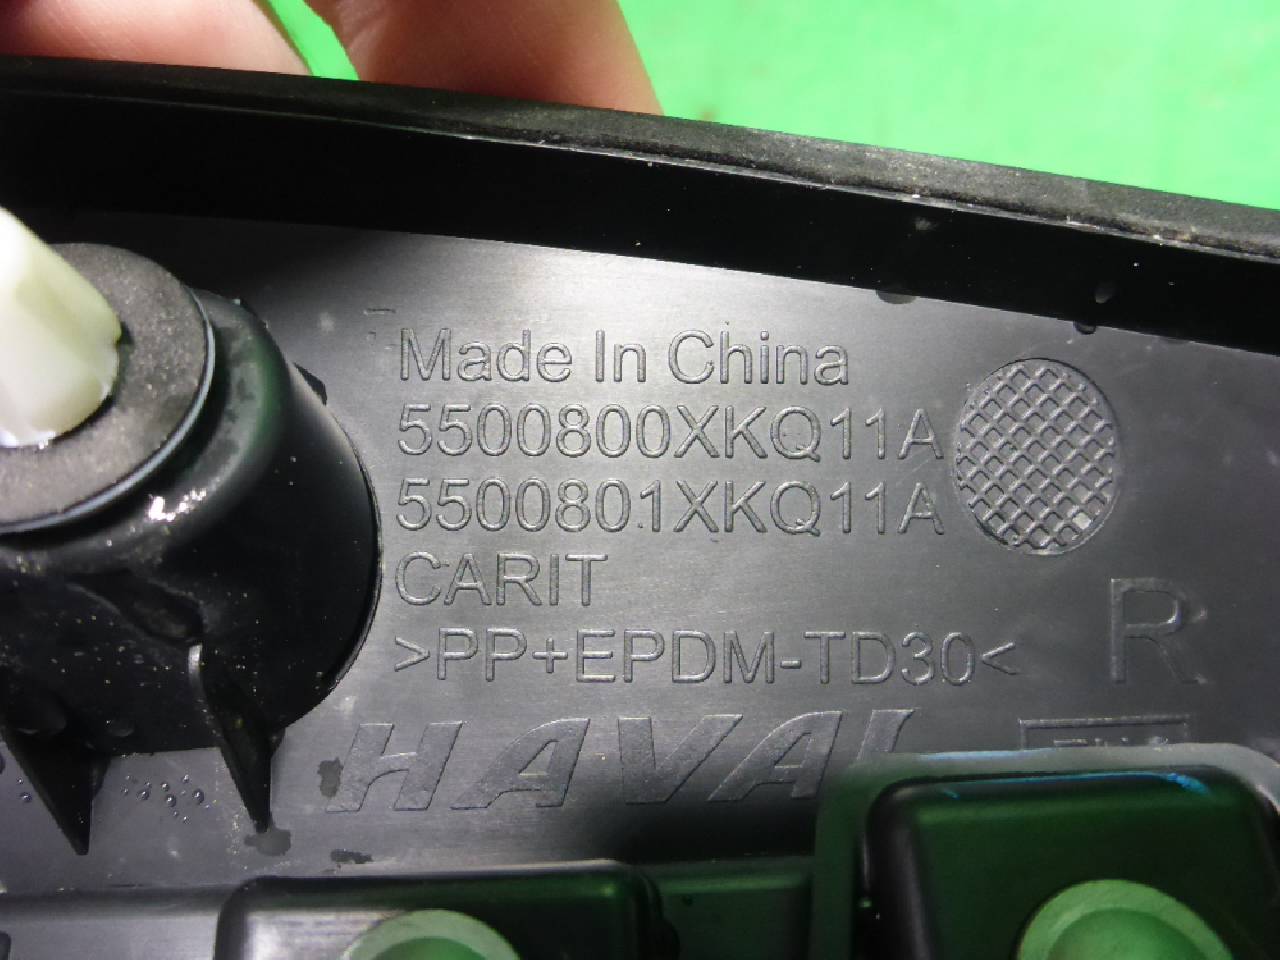 Made In China
5500800XKQ11A
5500801XKQ11A
CARIT
>PP+EPDM-TD30<
R
HAVAL